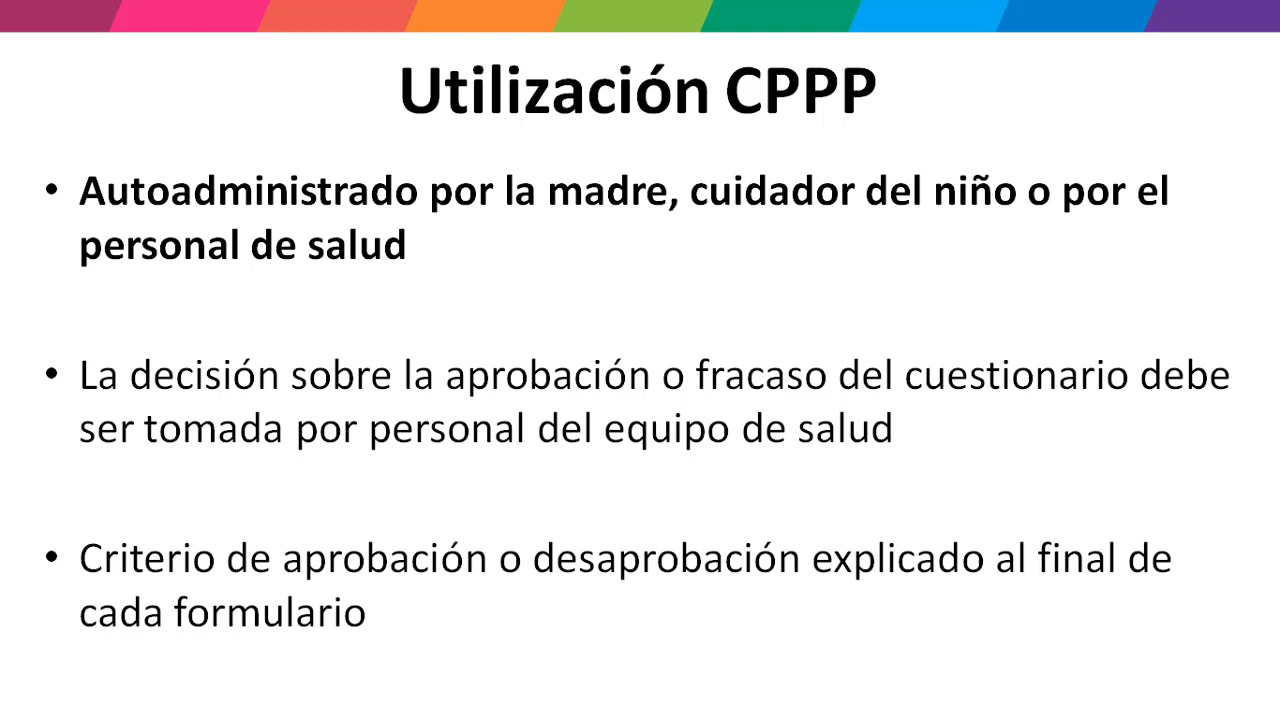 Utilización CPPP
• Autoadministrado por la madre, cuidador del niño o por el
personal de salud
• La decisión sobre la aprobación o fracaso del cuestionario debe
ser tomada por personal del equipo de salud
• Criterio de aprobación o desaprobación explicado al final de
cada formulario